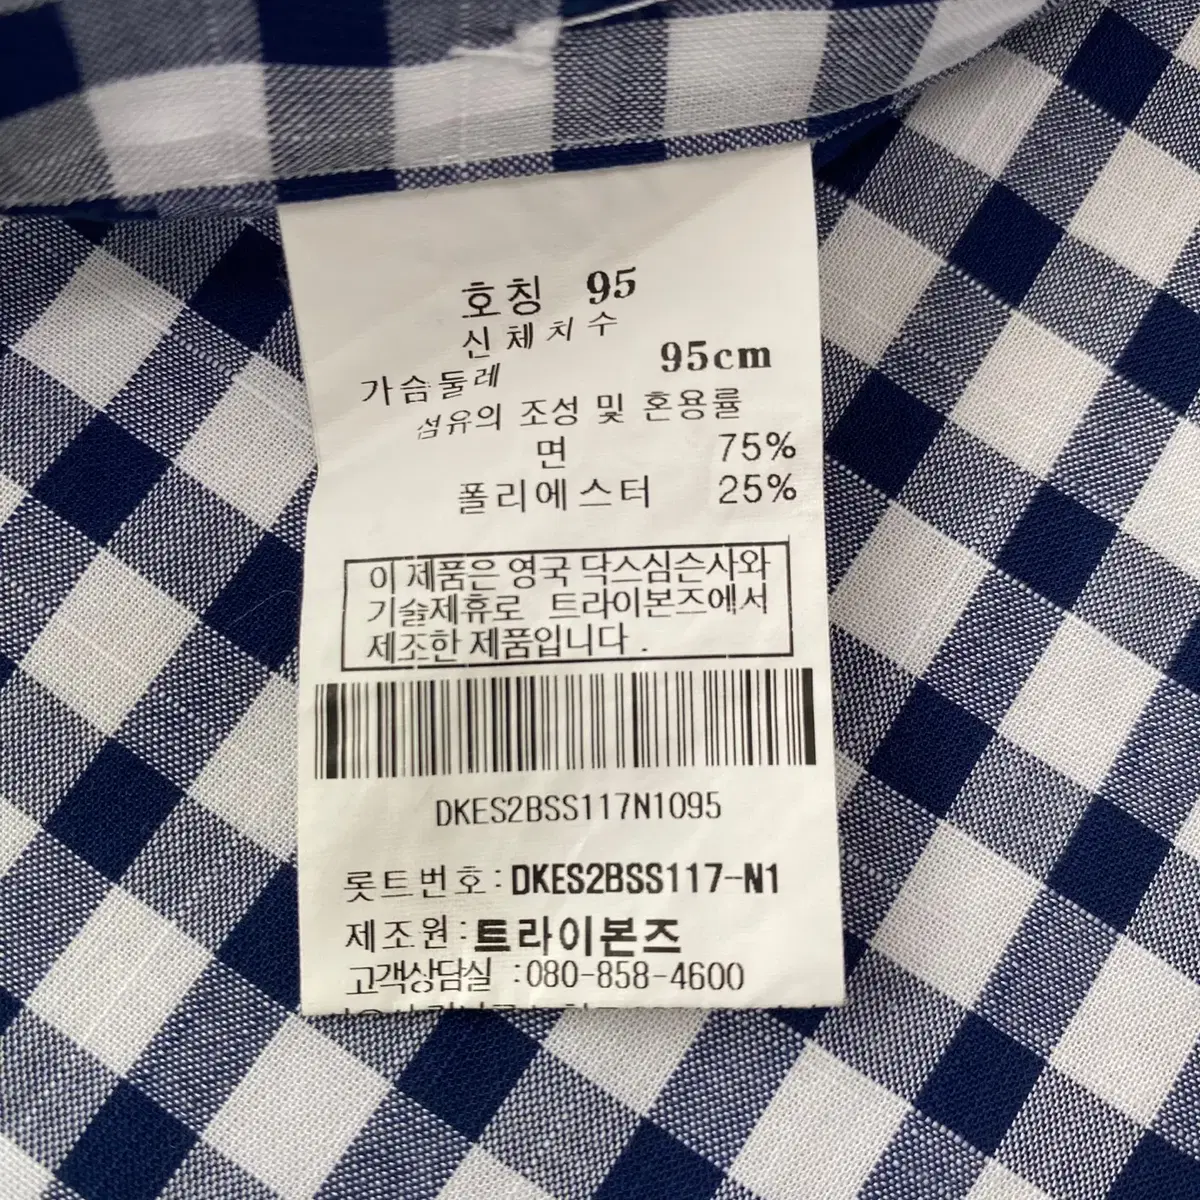 호칭 95
신체치수
가슴둘레 95cm
섬유의 조성 및 혼용률
면 75%
폴리에스터 25%
이 제품은 영국 닥스심슨사와
기술제휴로 트라이본즈에서
제조한 제품입니다.
DKES2BSS117N1095
롯트번호:DKES2BSS117-N1
제조원:트라이본즈
고객상담실 :080-858-4600